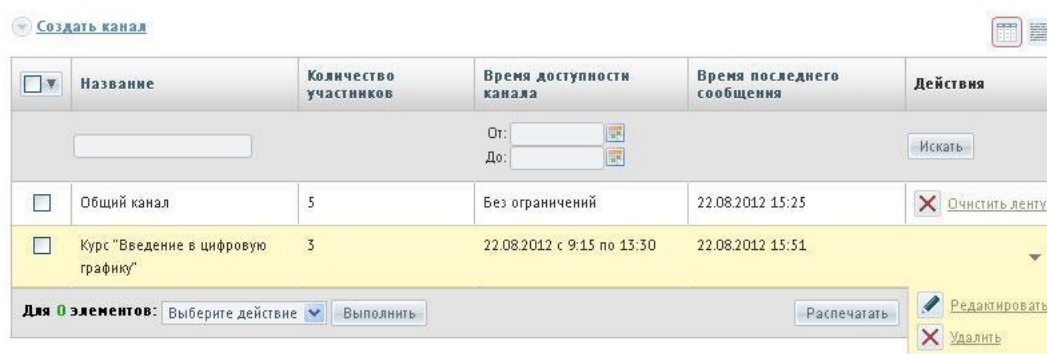 Создать канал
Название Количество участников Время доступности канала Время последнего сообщения Действия
От:
До:
Искать
Общий канал 5 Без ограничений 22.08.2012 15:25 Очистить ленту
Курс "Введение в цифровую графику" 3 22.08.2012 с 9:15 по 13:30 22.08.2012 15:51
Для 0 элементов: Выберите действие Выполнить Распечатать
Редактировать
Удалить